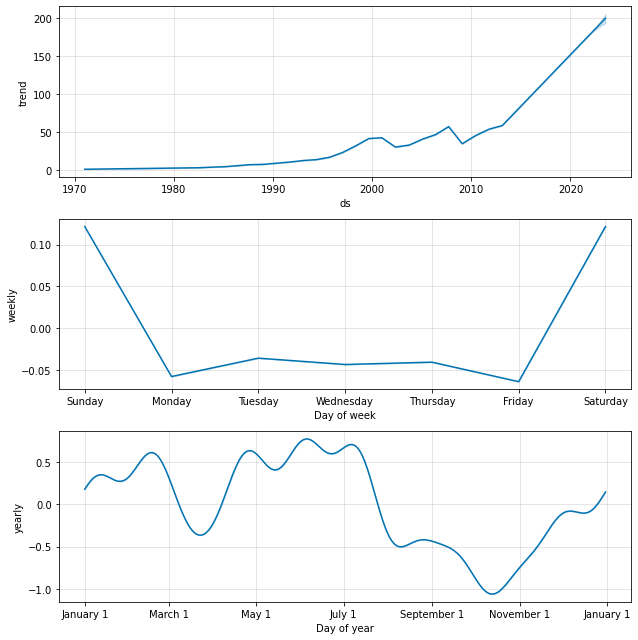 200
150
100
50
0
trend
1970 1980 1990 2000 2010 2020
ds
0.10
0.05
0.00
−0.05
weekly
Sunday Monday Tuesday Wednesday Thursday Friday Saturday
Day of week
0.5
0.0
−0.5
−1.0
yearly
January 1 March 1 May 1 July 1 September 1 November 1 January 1
Day of year